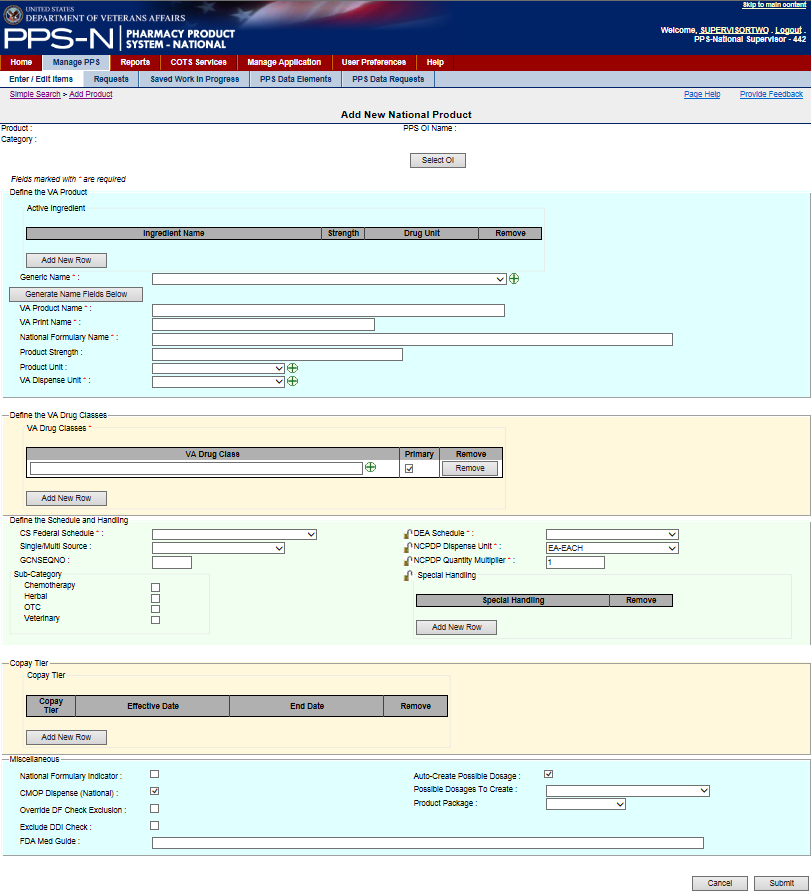 Skip to main content
UNITED STATES
DEPARTMENT OF VETERANS AFFAIRS
PPS-N PHARMACY PRODUCT SYSTEM - NATIONAL
Welcome, SUPERVISORTWO . Logout .
PPS-National Supervisor - 442
Home Manage PPS Reports COTS Services Manage Application User Preferences Help
Enter / Edit Items Requests Saved Work In Progress PPS Data Elements PPS Data Requests
Simple Search > Add Product Page Help Provide Feedback
Add New National Product
Product : PPS OI Name :
Category :
Select OI
Fields marked with * are required
Define the VA Product
Active Ingredient
Ingredient Name Strength Drug Unit Remove
Add New Row
Generic Name * :
Generate Name Fields Below
VA Product Name * :
VA Print Name * :
National Formulary Name * :
Product Strength :
Product Unit :
VA Dispense Unit * :
Define the VA Drug Classes
VA Drug Classes *
VA Drug Class Primary Remove
Remove
Add New Row
Define the Schedule and Handling
CS Federal Schedule * : DEA Schedule * :
Single/Multi Source : NCPDP Dispense Unit * : EA-EACH
GCNSEQNO : NCPDP Quantity Multiplier * : 1
Sub-Category Special Handling
Chemotherapy
Herbal Special Handling Remove
OTC
Veterinary
Add New Row
Copay Tier
Copay Tier
Copay Tier Effective Date End Date Remove
Add New Row
Miscellaneous
National Formulary Indicator : Auto-Create Possible Dosage :
CMOP Dispense (National) : Possible Dosages To Create :
Override DF Check Exclusion : Product Package :
Exclude DDI Check :
FDA Med Guide :
Cancel Submit